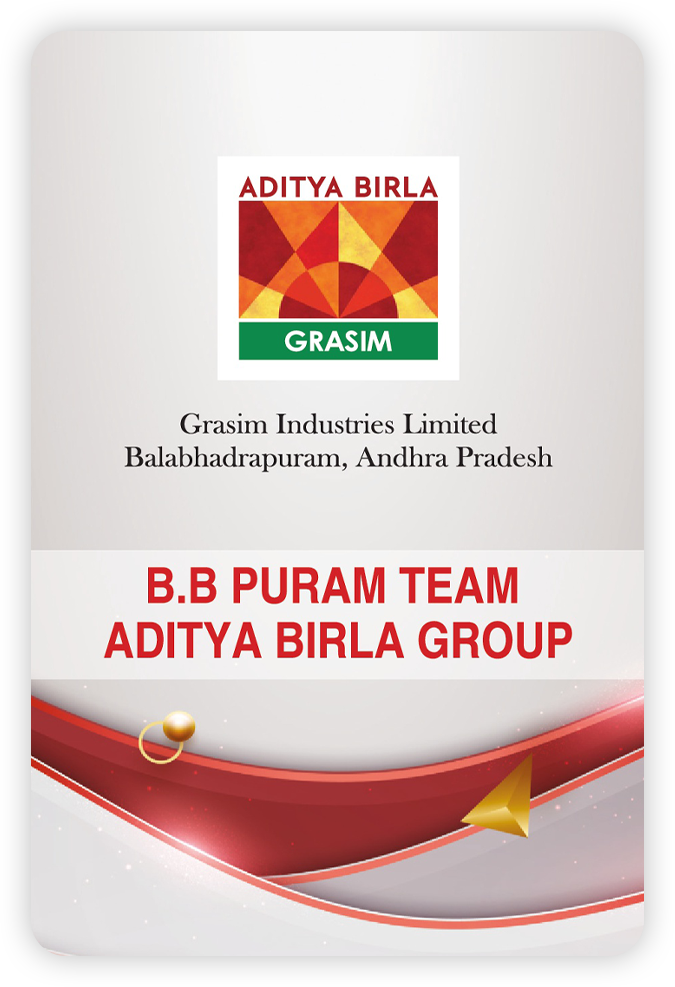 ADITYA BIRLA
GRASIM
Grasim Industries Limited
Balabhadrapuram, Andhra Pradesh
B.B PURAM TEAM
ADITYA BIRLA GROUP